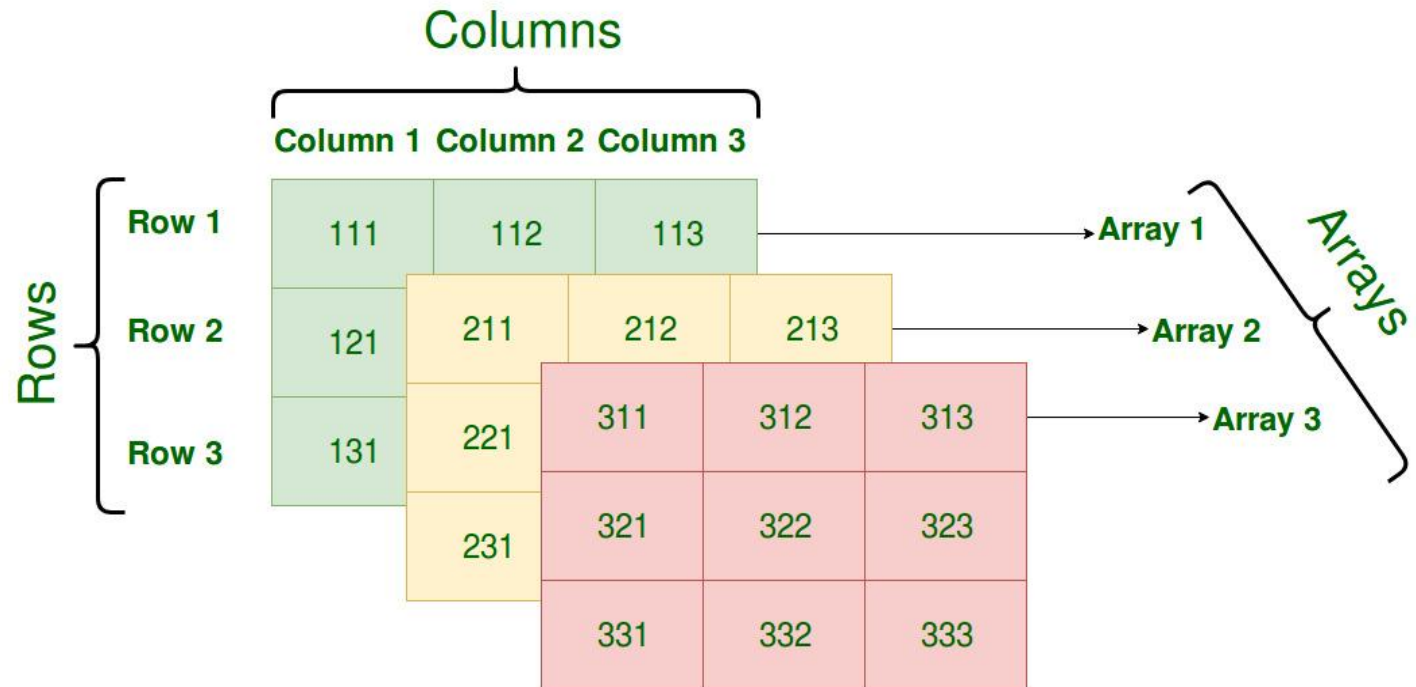 Columns
Column 1 Column 2 Column 3
Rows
Row 1
111 112 113
Array 1
Arrays
Row 2
121
211 212 213
Array 2
Row 3
131
221
311 312 313
Array 3
231
321 322 323
331 332 333